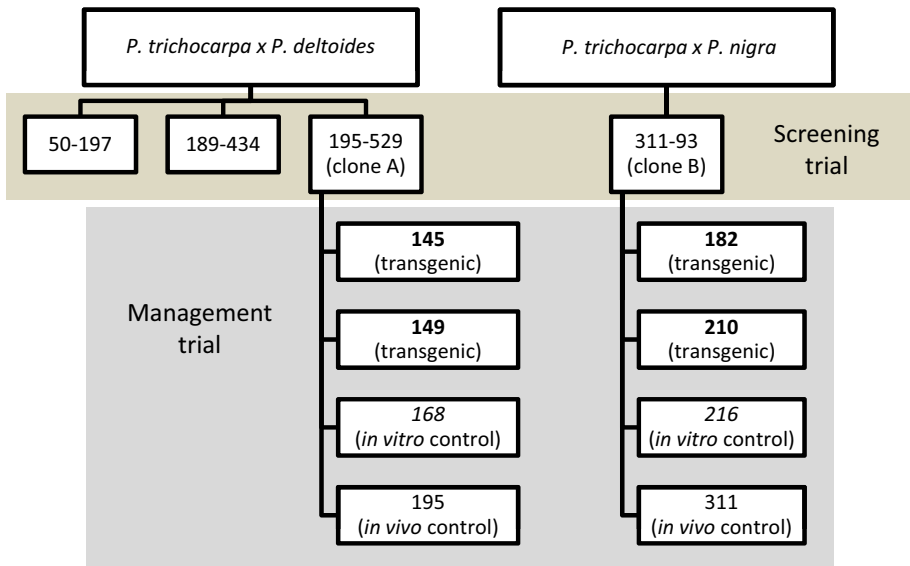 P. trichocarpa x P. deltoides
P. trichocarpa x P. nigra
50-197
189-434
195-529
(clone A)
311-93
(clone B)
Screening
trial
Management
trial
145
(transgenic)
149
(transgenic)
168
(in vitro control)
195
(in vivo control)
182
(transgenic)
210
(transgenic)
216
(in vitro control)
311
(in vivo control)